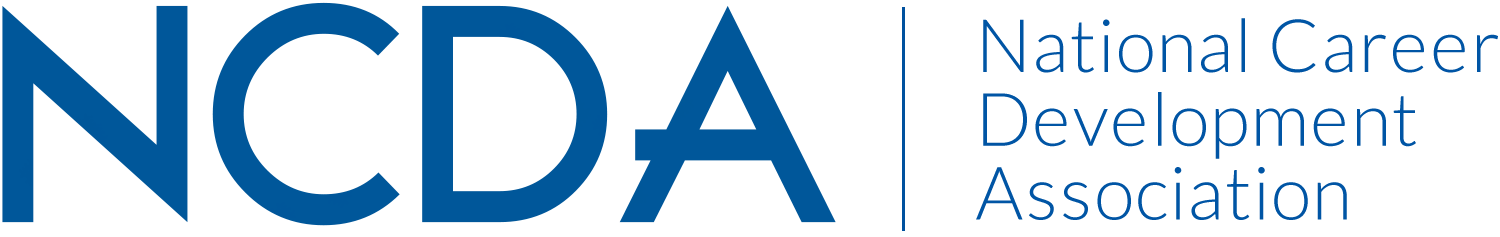 NCDA
National Career
Development
Association